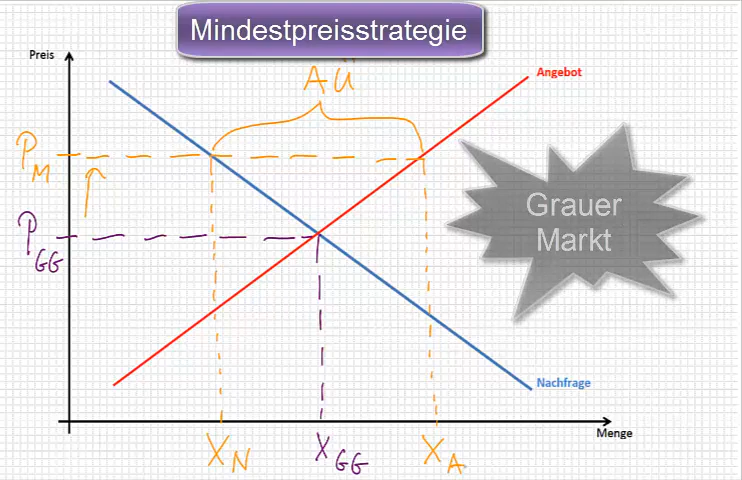 Mindestpreisstrategie
Preis
AÜ
Angebot
P_M
Grauer
Markt
P_GG
Nachfrage
Menge
X_N
X_GG
X_A